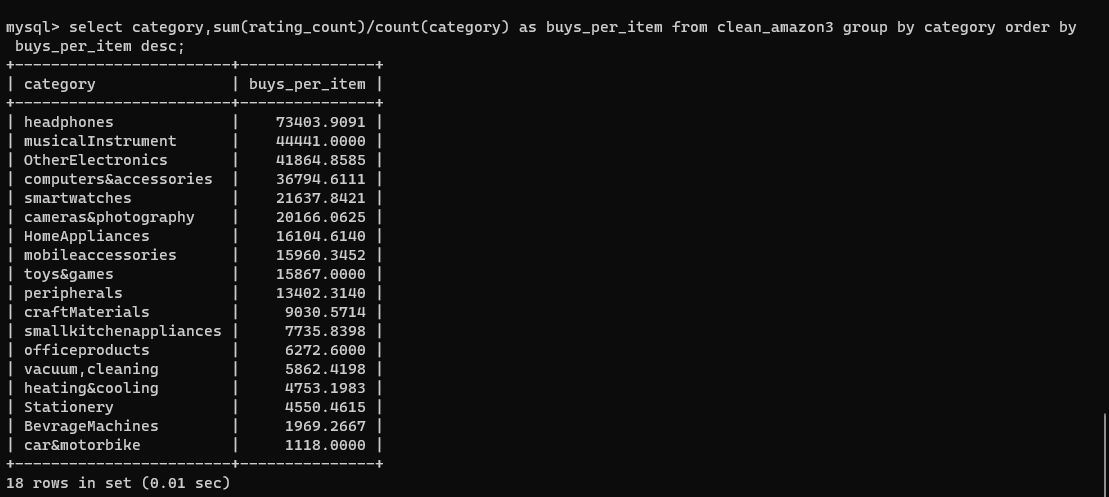 mysql> select category,sum(rating_count)/count(category) as buys_per_item from clean_amazon3 group by category order by
 buys_per_item desc;
+------------------------+---------------+
| category               | buys_per_item |
+------------------------+---------------+
| headphones             |    73403.9091 |
| musicalInstrument      |    44441.0000 |
| OtherElectronics       |    41864.8585 |
| computers&accessories  |    36794.6111 |
| smartwatches           |    21637.8421 |
| cameras&photography    |    20166.0625 |
| HomeAppliances         |    16104.6140 |
| mobileaccessories      |    15960.3452 |
| toys&games             |    15867.0000 |
| peripherals            |    13402.3140 |
| craftMaterials         |     9030.5714 |
| smallkitchenappliances |     7735.8398 |
| officeproducts         |     6272.6000 |
| vacuum,cleaning        |     5862.4198 |
| heating&cooling        |     4753.1983 |
| Stationery             |     4550.4615 |
| BevrageMachines        |     1969.2667 |
| car&motorbike          |     1118.0000 |
+------------------------+---------------+
18 rows in set (0.01 sec)